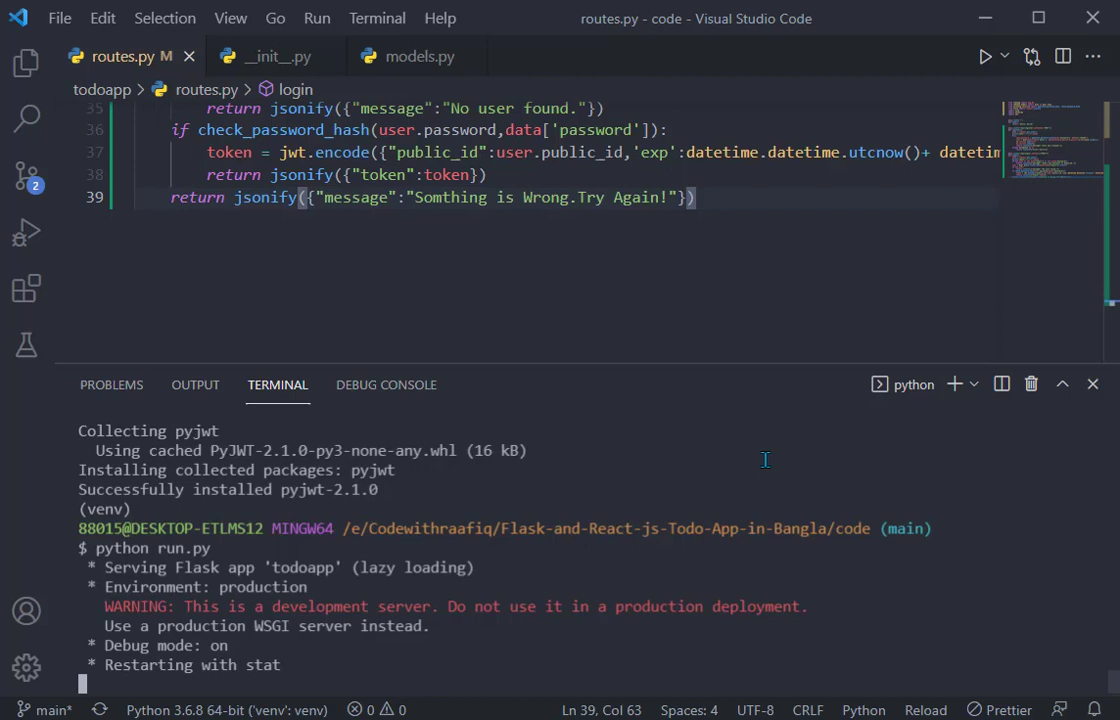 File Edit Selection View Go Run Terminal Help routes.py - code - Visual Studio Code
routes.py M __init__.py models.py
todoapp > routes.py > login
35 return jsonify({"message":"No user found."})
36 if check_password_hash(user.password,data['password']):
37 token = jwt.encode({"public_id":user.public_id,'exp':datetime.datetime.utcnow()+ datetim
38 return jsonify({"token":token})
39 return jsonify({"message":"Somthing is Wrong.Try Again!"})
2
PROBLEMS OUTPUT TERMINAL DEBUG CONSOLE python
Collecting pyjwt
Using cached PyJWT-2.1.0-py3-none-any.whl (16 kB)
Installing collected packages: pyjwt
Successfully installed pyjwt-2.1.0
(venv)
88015@DESKTOP-ETLMS12 MINGW64 /e/Codewithraafiq/Flask-and-React-js-Todo-App-in-Bangla/code (main)
$ python run.py
* Serving Flask app 'todoapp' (lazy loading)
* Environment: production
WARNING: This is a development server. Do not use it in a production deployment.
Use a production WSGI server instead.
* Debug mode: on
* Restarting with stat
main* Python 3.6.8 64-bit ('venv': venv) 0 0 Ln 39, Col 63 Spaces: 4 UTF-8 CRLF Python Reload Prettier